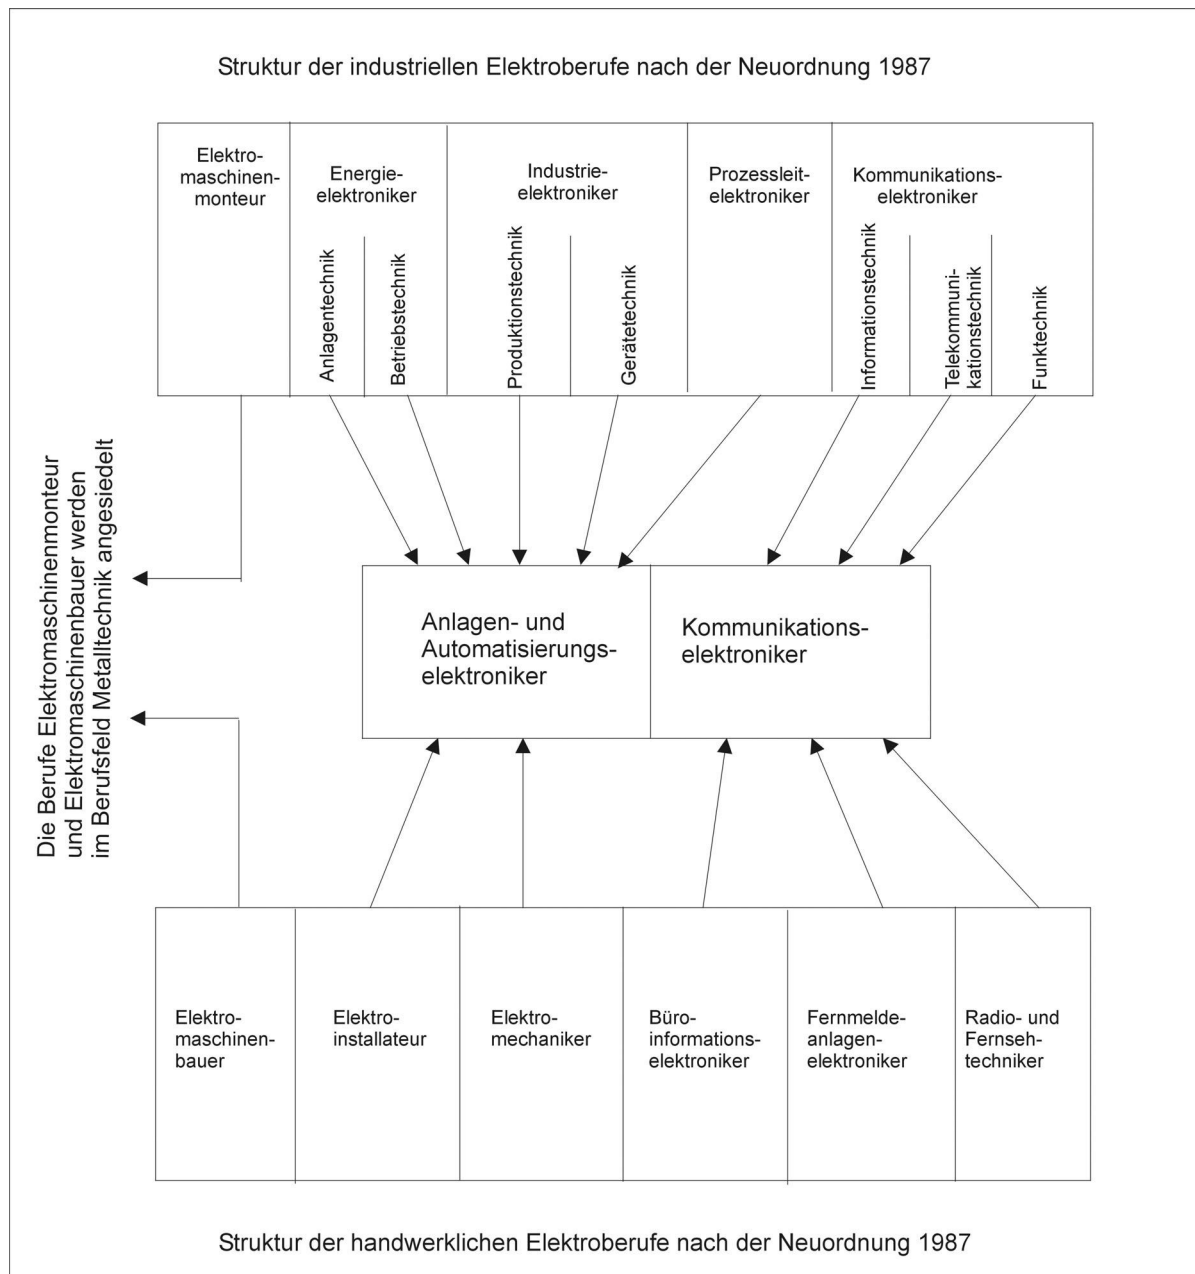 Struktur der industriellen Elektroberufe nach der Neuordnung 1987
Elektro-
maschinen-
monteur
Energie-
elektroniker
Anlagentechnik
Betriebstechnik
Industrie-
elektroniker
Produktionstechnik
Gerätetechnik
Prozessleit-
elektroniker
Kommunikations-
elektroniker
Informationstechnik
Telekommuni-
kationstechnik
Funktechnik
Die Berufe Elektromaschinenmonteur
und Elektromaschinenbauer werden
im Berufsfeld Metalltechnik angesiedelt
Anlagen- und
Automatisierungs-
elektroniker
Kommunikations-
elektroniker
Elektro-
maschinen-
bauer
Elektro-
installateur
Elektro-
mechaniker
Büro-
informations-
elektroniker
Fernmelde-
anlagen-
elektroniker
Radio- und
Fernseh-
techniker
Struktur der handwerklichen Elektroberufe nach der Neuordnung 1987